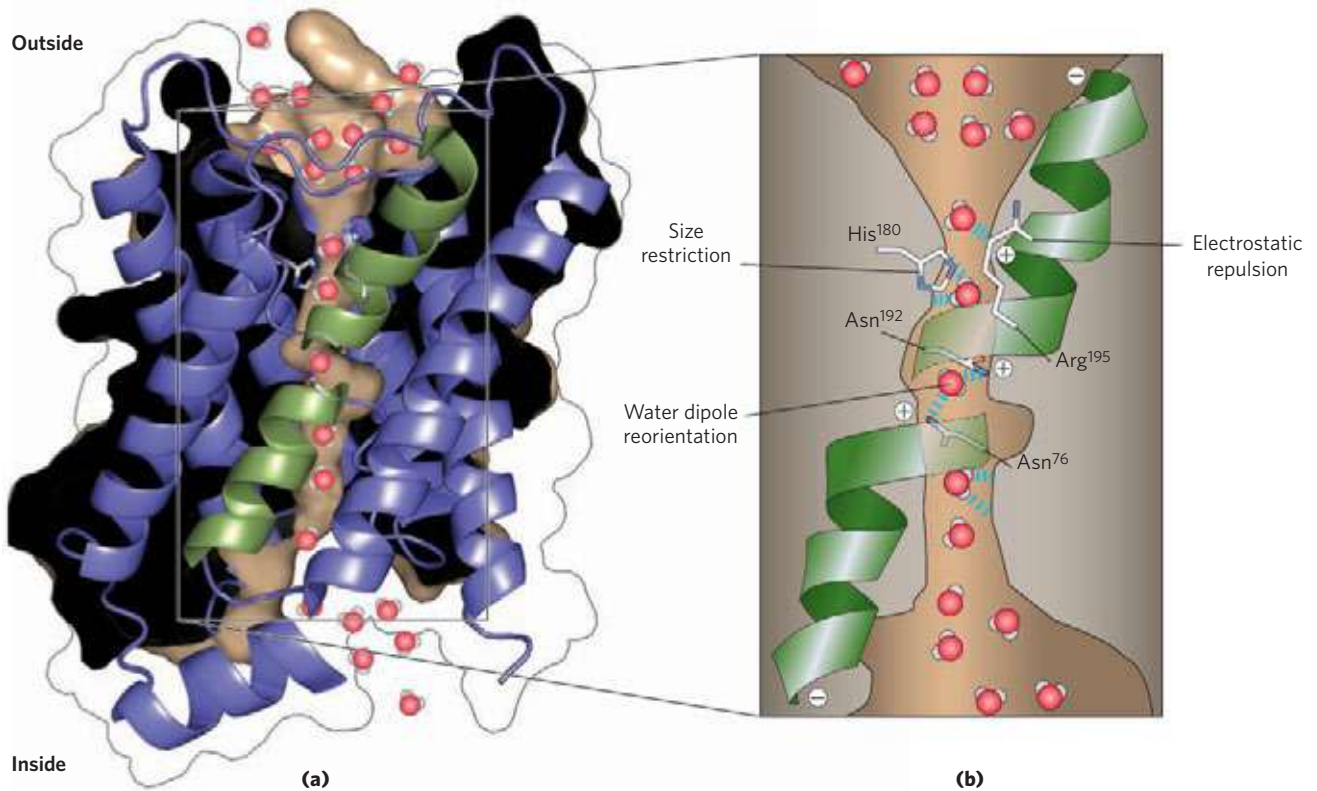 Outside
Size
restriction
His180
Electrostatic
repulsion
Asn192
Arg195
Water dipole
reorientation
Asn76
Inside
(a)
(b)
−
+
+
+
−